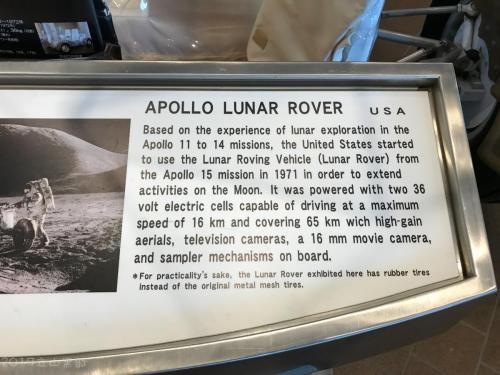 APOLLO LUNAR ROVER USA
Based on the experience of lunar exploration in the
Apollo 11 to 14 missions, the United States started
to use the Lunar Roving Vehicle (Lunar Rover) from
the Apollo 15 mission in 1971 in order to extend
activities on the Moon. It was powered with two 36
volt electric cells capable of driving at a maximum
speed of 16 km and covering 65 km wich high-gain
aerials, television cameras, a 16 mm movie camera,
and sampler mechanisms on board.
*For practicality's sake, the Lunar Rover exhibited here has rubber tires
instead of the original metal mesh tires.